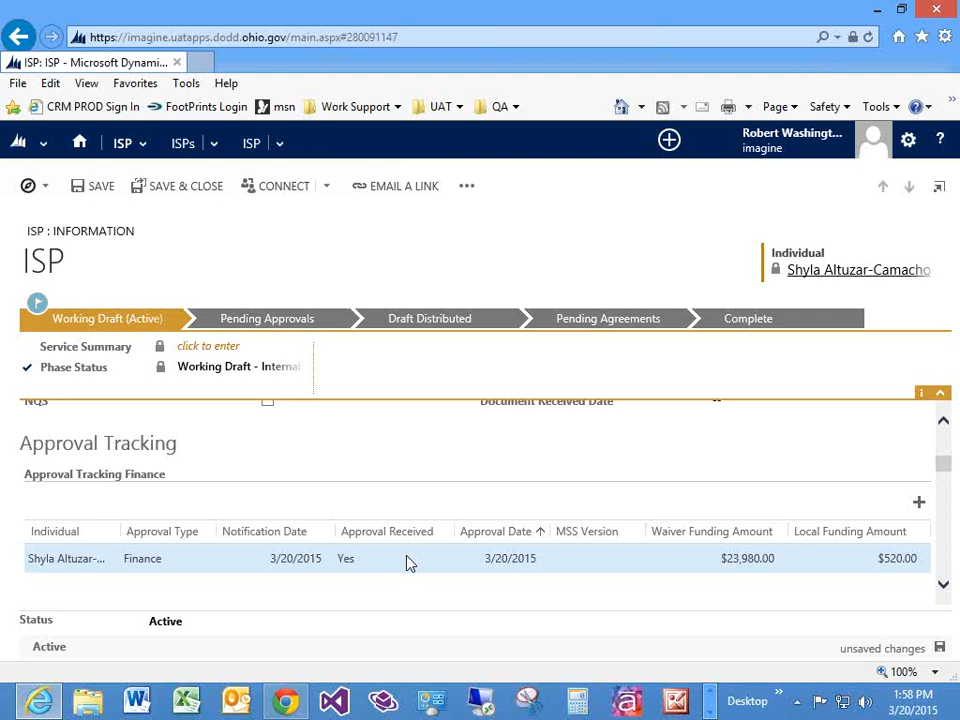 https://imagine.uatapps.dodd.ohio.gov/main.aspx#280091147
ISP: ISP - Microsoft Dynami...
File Edit View Favorites Tools Help
CRM PROD Sign In FootPrints Login msn Work Support UAT QA Page Safety Tools
ISP ISPs ISP Robert Washingt...
imagine
SAVE SAVE & CLOSE CONNECT EMAIL A LINK
ISP : INFORMATION
ISP
Individual
Shyla Altuzar-Camacho
Working Draft (Active) Pending Approvals Draft Distributed Pending Agreements Complete
Service Summary click to enter
Phase Status Working Draft - Internal
NQS Document Received Date --
Approval Tracking
Approval Tracking Finance
Individual Approval Type Notification Date Approval Received Approval Date MSS Version Waiver Funding Amount Local Funding Amount
Shyla Altuzar-... Finance 3/20/2015 Yes 3/20/2015 $23,980.00 $520.00
Status Active
Active unsaved changes
100%
Desktop 1:58 PM
3/20/2015